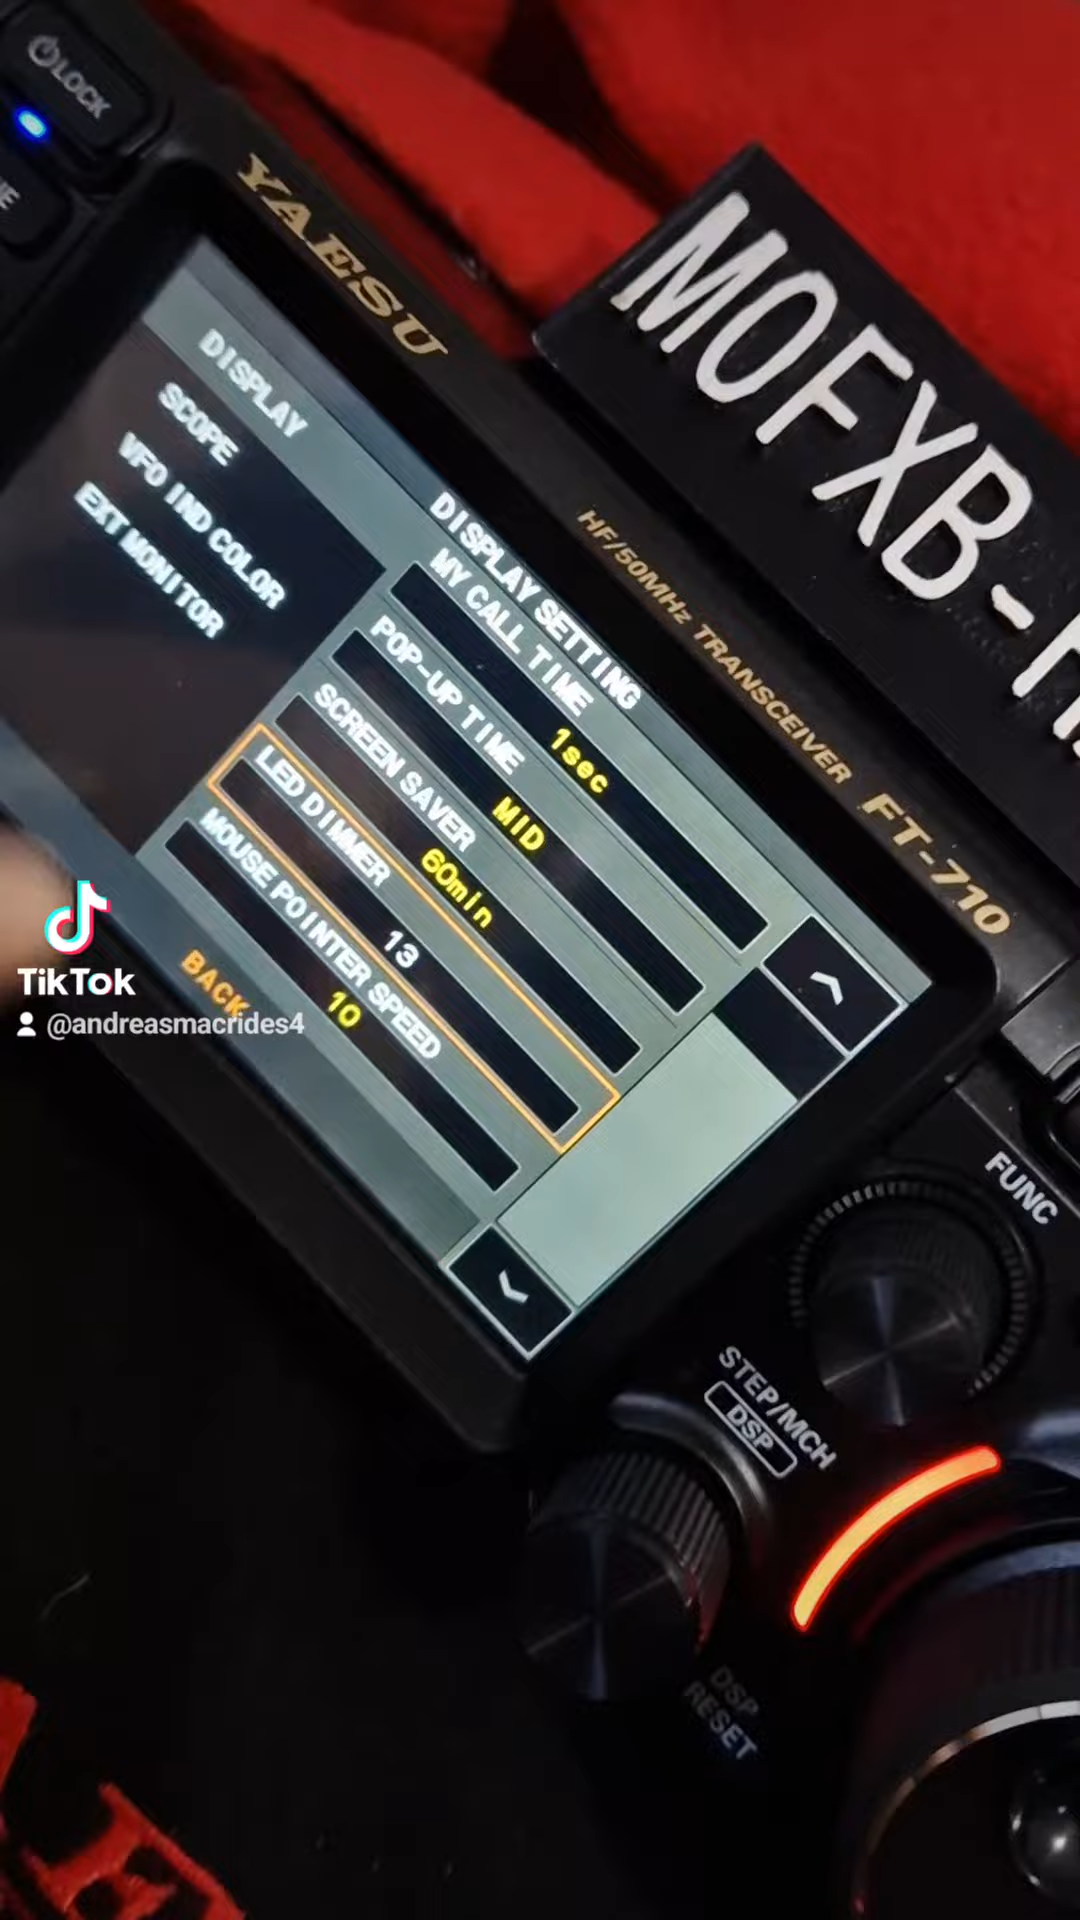 LOCK
YAESU
M0FXB-
HF/50MHz TRANSCEIVER FT-710
DISPLAY
SCOPE
VFO IND COLOR
EXT MONITOR
DISPLAY SETTING
MY CALL TIME
1sec
POP-UP TIME
MID
SCREEN SAVER
60min
LED DIMMER
13
MOUSE POINTER SPEED
10
BACK
FUNC
STEP/MCH
DSP
DSP
RESET
TikTok
@andreasmacrides4